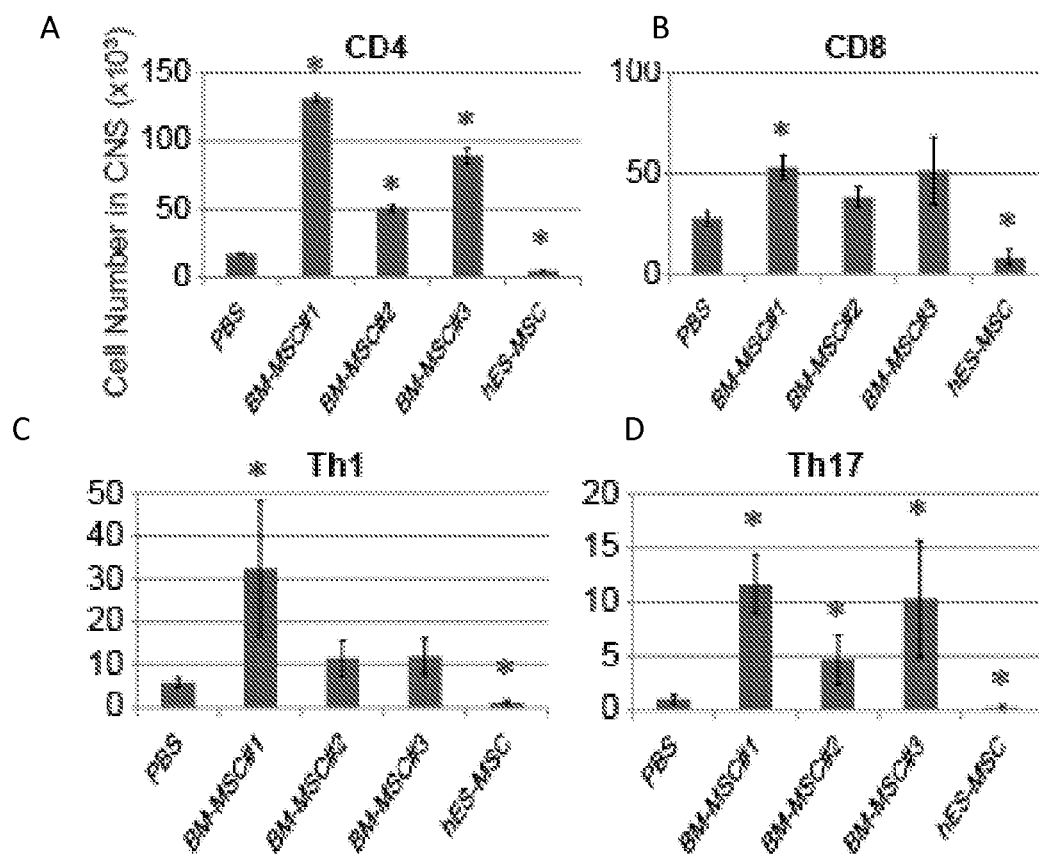 A
CD4
Cell Number in CNS (x10³)
150
100
50
0
*
*
*
*
PBS
BM-MSC#1
BM-MSC#2
BM-MSC#3
hES-MSC
B
CD8
100
50
0
*
*
PBS
BM-MSC#1
BM-MSC#2
BM-MSC#3
hES-MSC
C
Th1
50
40
30
20
10
0
*
*
PBS
BM-MSC#1
BM-MSC#2
BM-MSC#3
hES-MSC
D
Th17
20
15
10
5
0
*
*
*
*
PBS
BM-MSC#1
BM-MSC#2
BM-MSC#3
hES-MSC